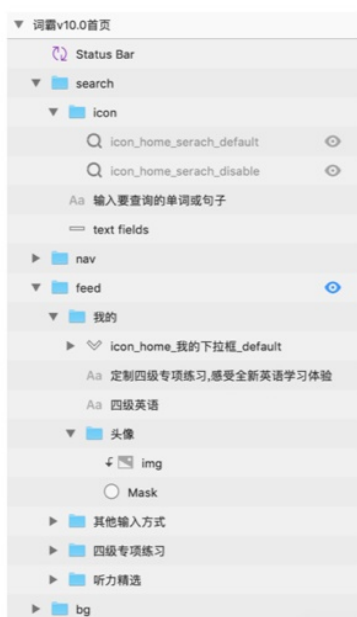 词霸v10.0首页
Status Bar
search
icon
icon_home_serach_default
icon_home_serach_disable
Aa 输入要查询的单词或句子
text fields
nav
feed
我的
icon_home_我的下拉框_default
Aa 定制四级专项练习,感受全新英语学习体验
Aa 四级英语
头像
img
Mask
其他输入方式
四级专项练习
听力精选
bg